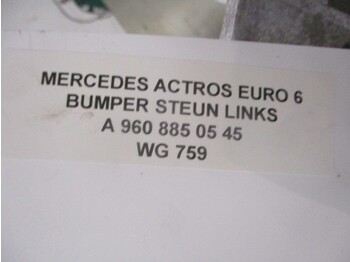 MERCEDES ACTROS EURO 6
BUMPER STEUN LINKS
A 960 885 05 45
WG 759